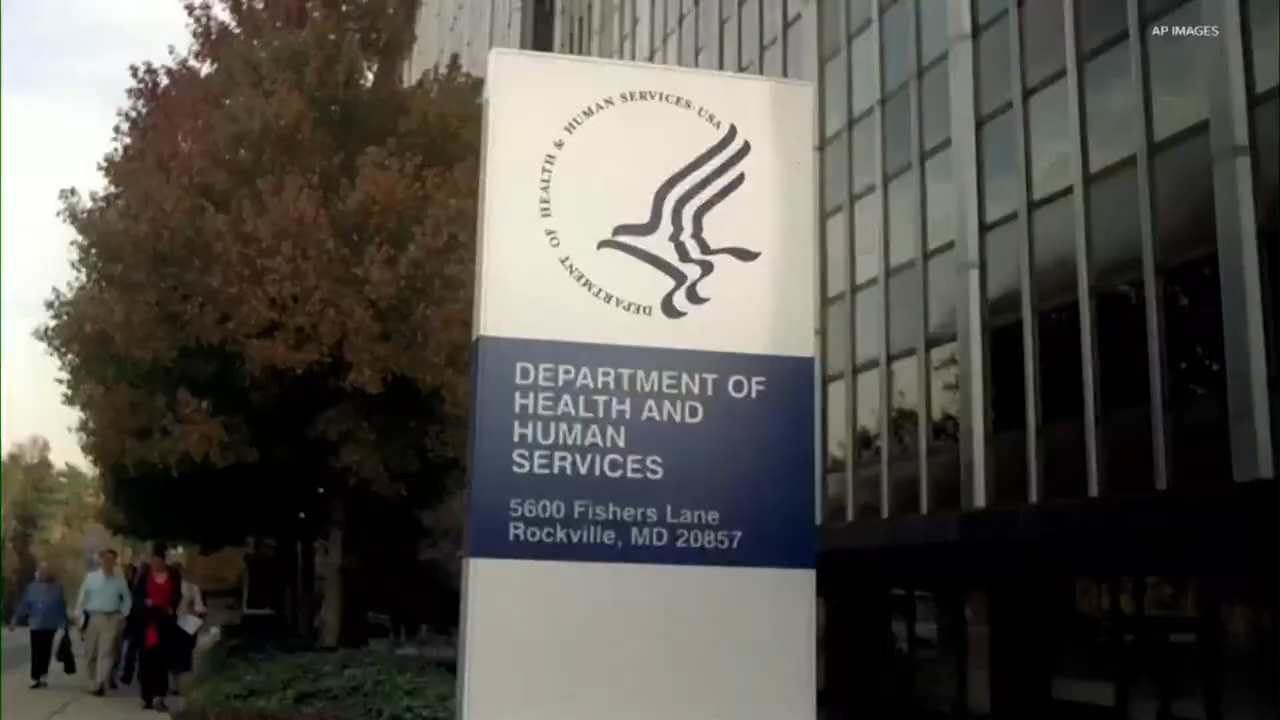 AP IMAGES
DEPARTMENT OF HEALTH & HUMAN SERVICES·USA
DEPARTMENT OF
HEALTH AND
HUMAN
SERVICES
5600 Fishers Lane
Rockville, MD 20857